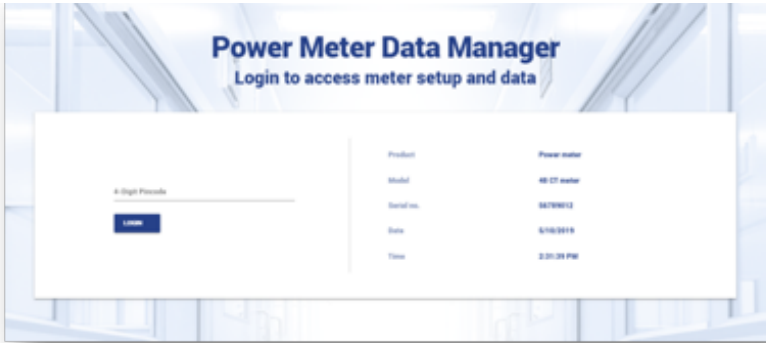 Power Meter Data Manager
Login to access meter setup and data
4-Digit Pincode
LOGIN
Product Power meter
Model 48 CT meter
Serial no. 56789012
Date 5/10/2019
Time 2:31:39 PM